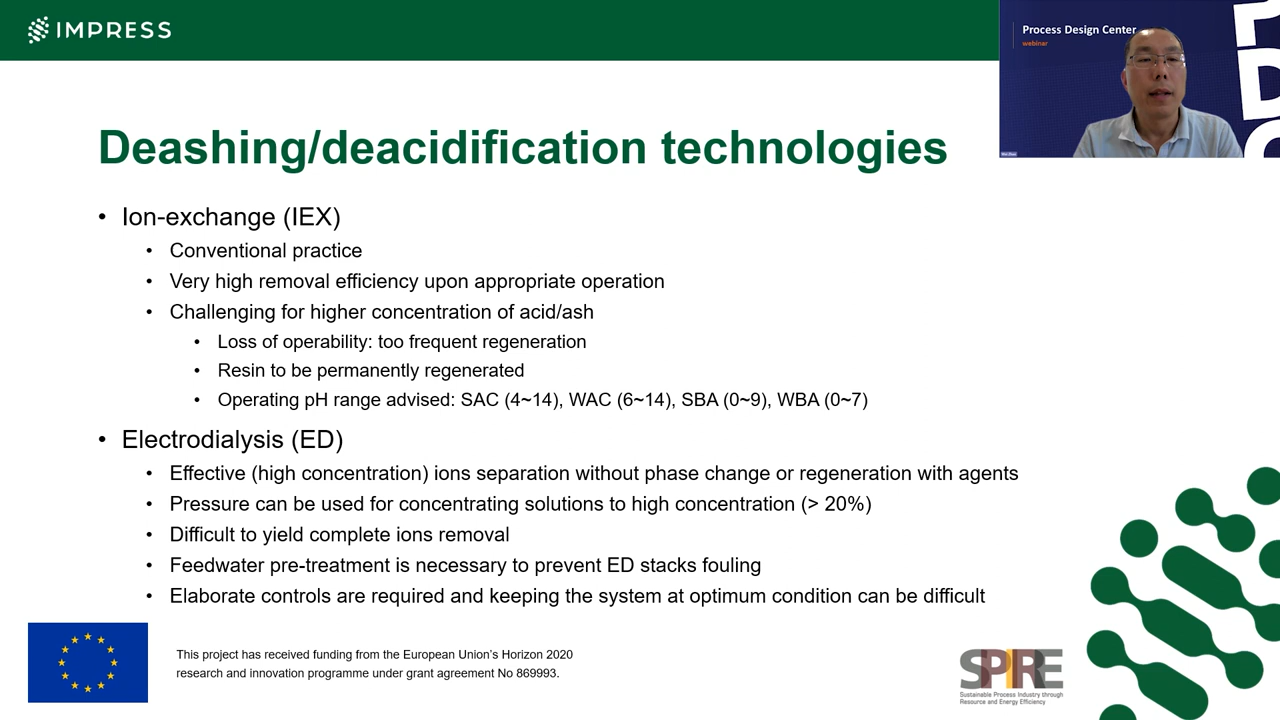 IMPRESS
Process Design Center
webinar
Deashing/deacidification technologies
• Ion-exchange (IEX)
• Conventional practice
• Very high removal efficiency upon appropriate operation
• Challenging for higher concentration of acid/ash
• Loss of operability: too frequent regeneration
• Resin to be permanently regenerated
• Operating pH range advised: SAC (4~14), WAC (6~14), SBA (0~9), WBA (0~7)
• Electrodialysis (ED)
• Effective (high concentration) ions separation without phase change or regeneration with agents
• Pressure can be used for concentrating solutions to high concentration (> 20%)
• Difficult to yield complete ions removal
• Feedwater pre-treatment is necessary to prevent ED stacks fouling
• Elaborate controls are required and keeping the system at optimum condition can be difficult
This project has received funding from the European Union's Horizon 2020
research and innovation programme under grant agreement No 869993.
SPIRE
Sustainable Process Industry through
Resource and Energy Efficiency